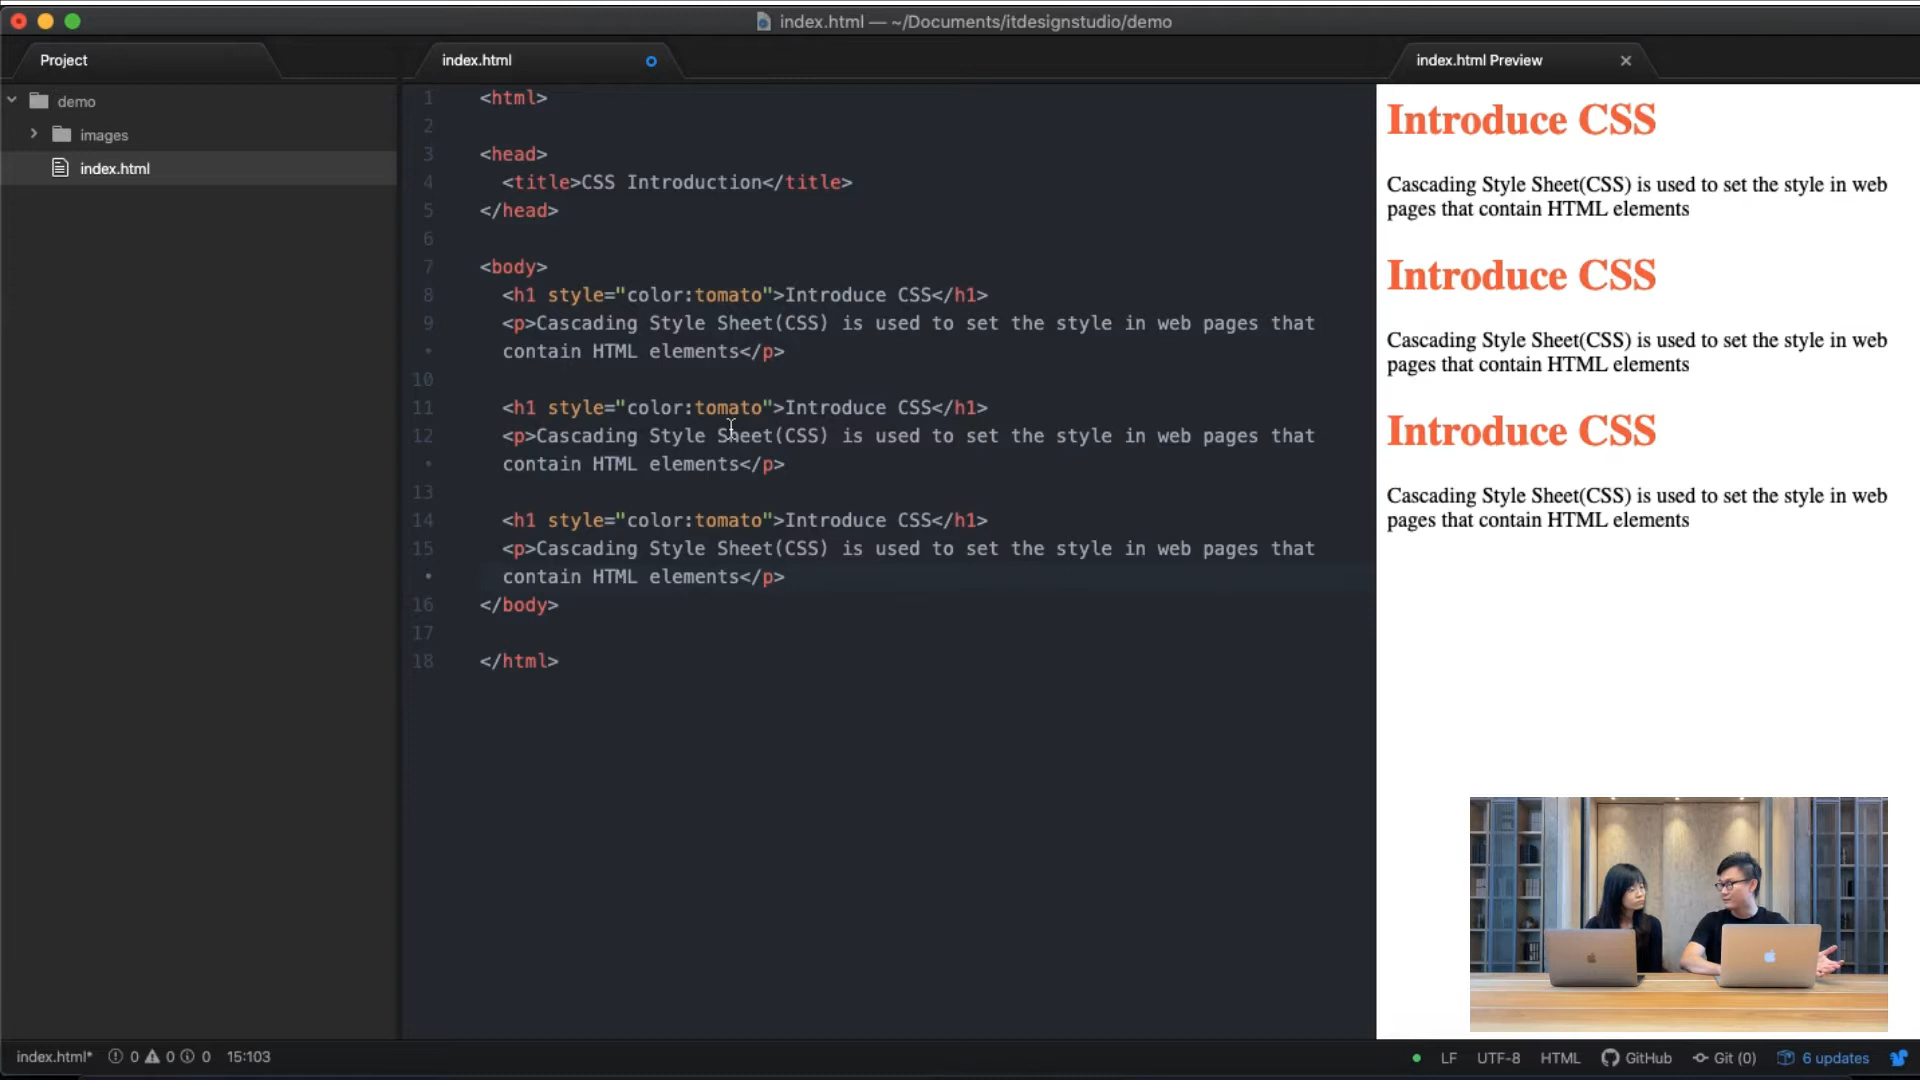 index.html — ~/Documents/itdesignstudio/demo
Project
index.html
index.html Preview
demo
images
index.html
1 <html>
2
3 <head>
4 <title>CSS Introduction</title>
5 </head>
6
7 <body>
8 <h1 style="color:tomato">Introduce CSS</h1>
9 <p>Cascading Style Sheet(CSS) is used to set the style in web pages that
• contain HTML elements</p>
10
11 <h1 style="color:tomato">Introduce CSS</h1>
12 <p>Cascading Style Sheet(CSS) is used to set the style in web pages that
• contain HTML elements</p>
13
14 <h1 style="color:tomato">Introduce CSS</h1>
15 <p>Cascading Style Sheet(CSS) is used to set the style in web pages that
• contain HTML elements</p>
16 </body>
17
18 </html>
Introduce CSS
Cascading Style Sheet(CSS) is used to set the style in web
pages that contain HTML elements
Introduce CSS
Cascading Style Sheet(CSS) is used to set the style in web
pages that contain HTML elements
Introduce CSS
Cascading Style Sheet(CSS) is used to set the style in web
pages that contain HTML elements
index.html* 0 0 0 15:103
LF UTF-8 HTML GitHub Git (0) 6 updates